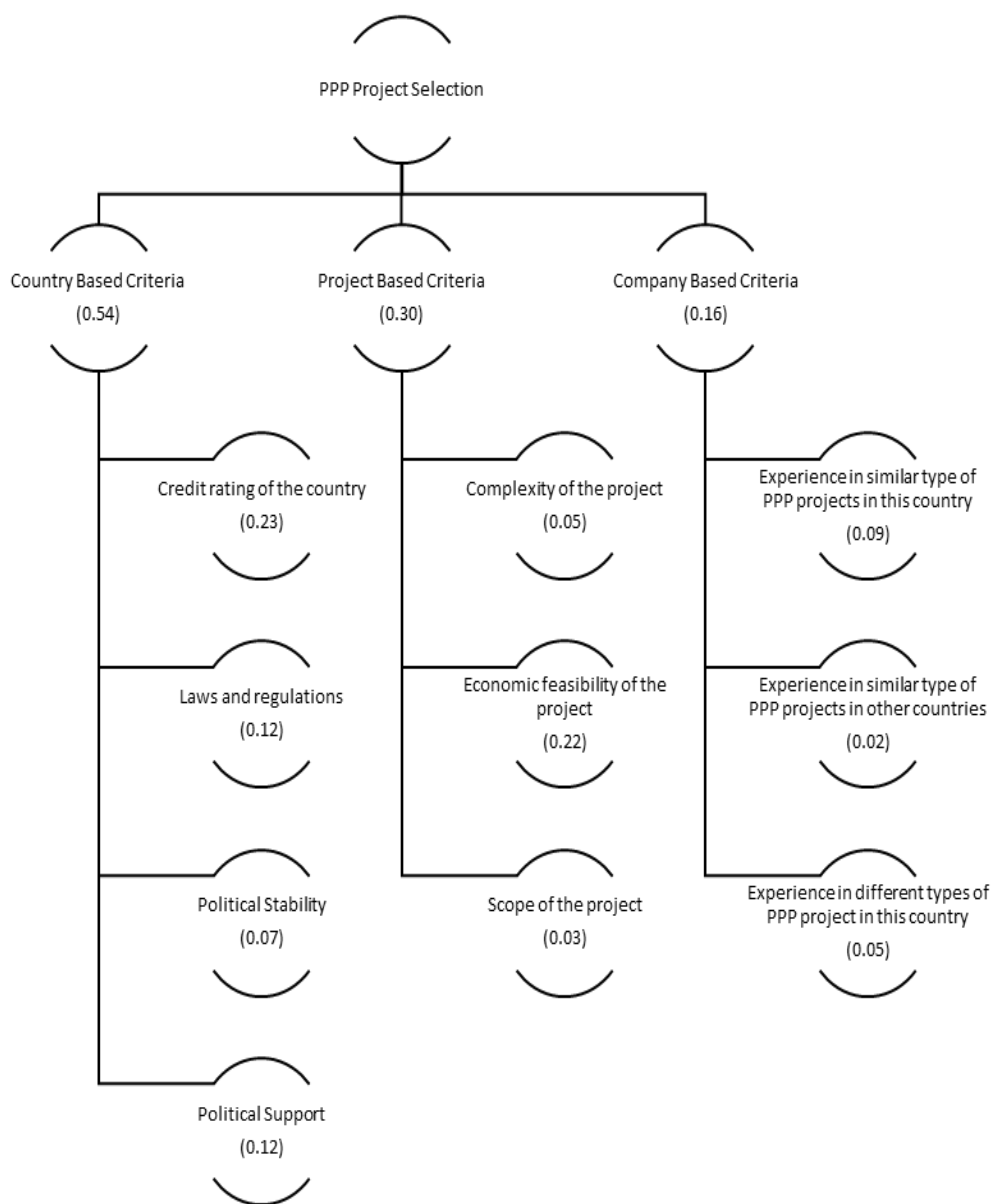 PPP Project Selection
Country Based Criteria
(0.54)
Project Based Criteria
(0.30)
Company Based Criteria
(0.16)
Credit rating of the country
(0.23)
Laws and regulations
(0.12)
Political Stability
(0.07)
Political Support
(0.12)
Complexity of the project
(0.05)
Economic feasibility of the
project
(0.22)
Scope of the project
(0.03)
Experience in similar type of
PPP projects in this country
(0.09)
Experience in similar type of
PPP projects in other countries
(0.02)
Experience in different types of
PPP project in this country
(0.05)